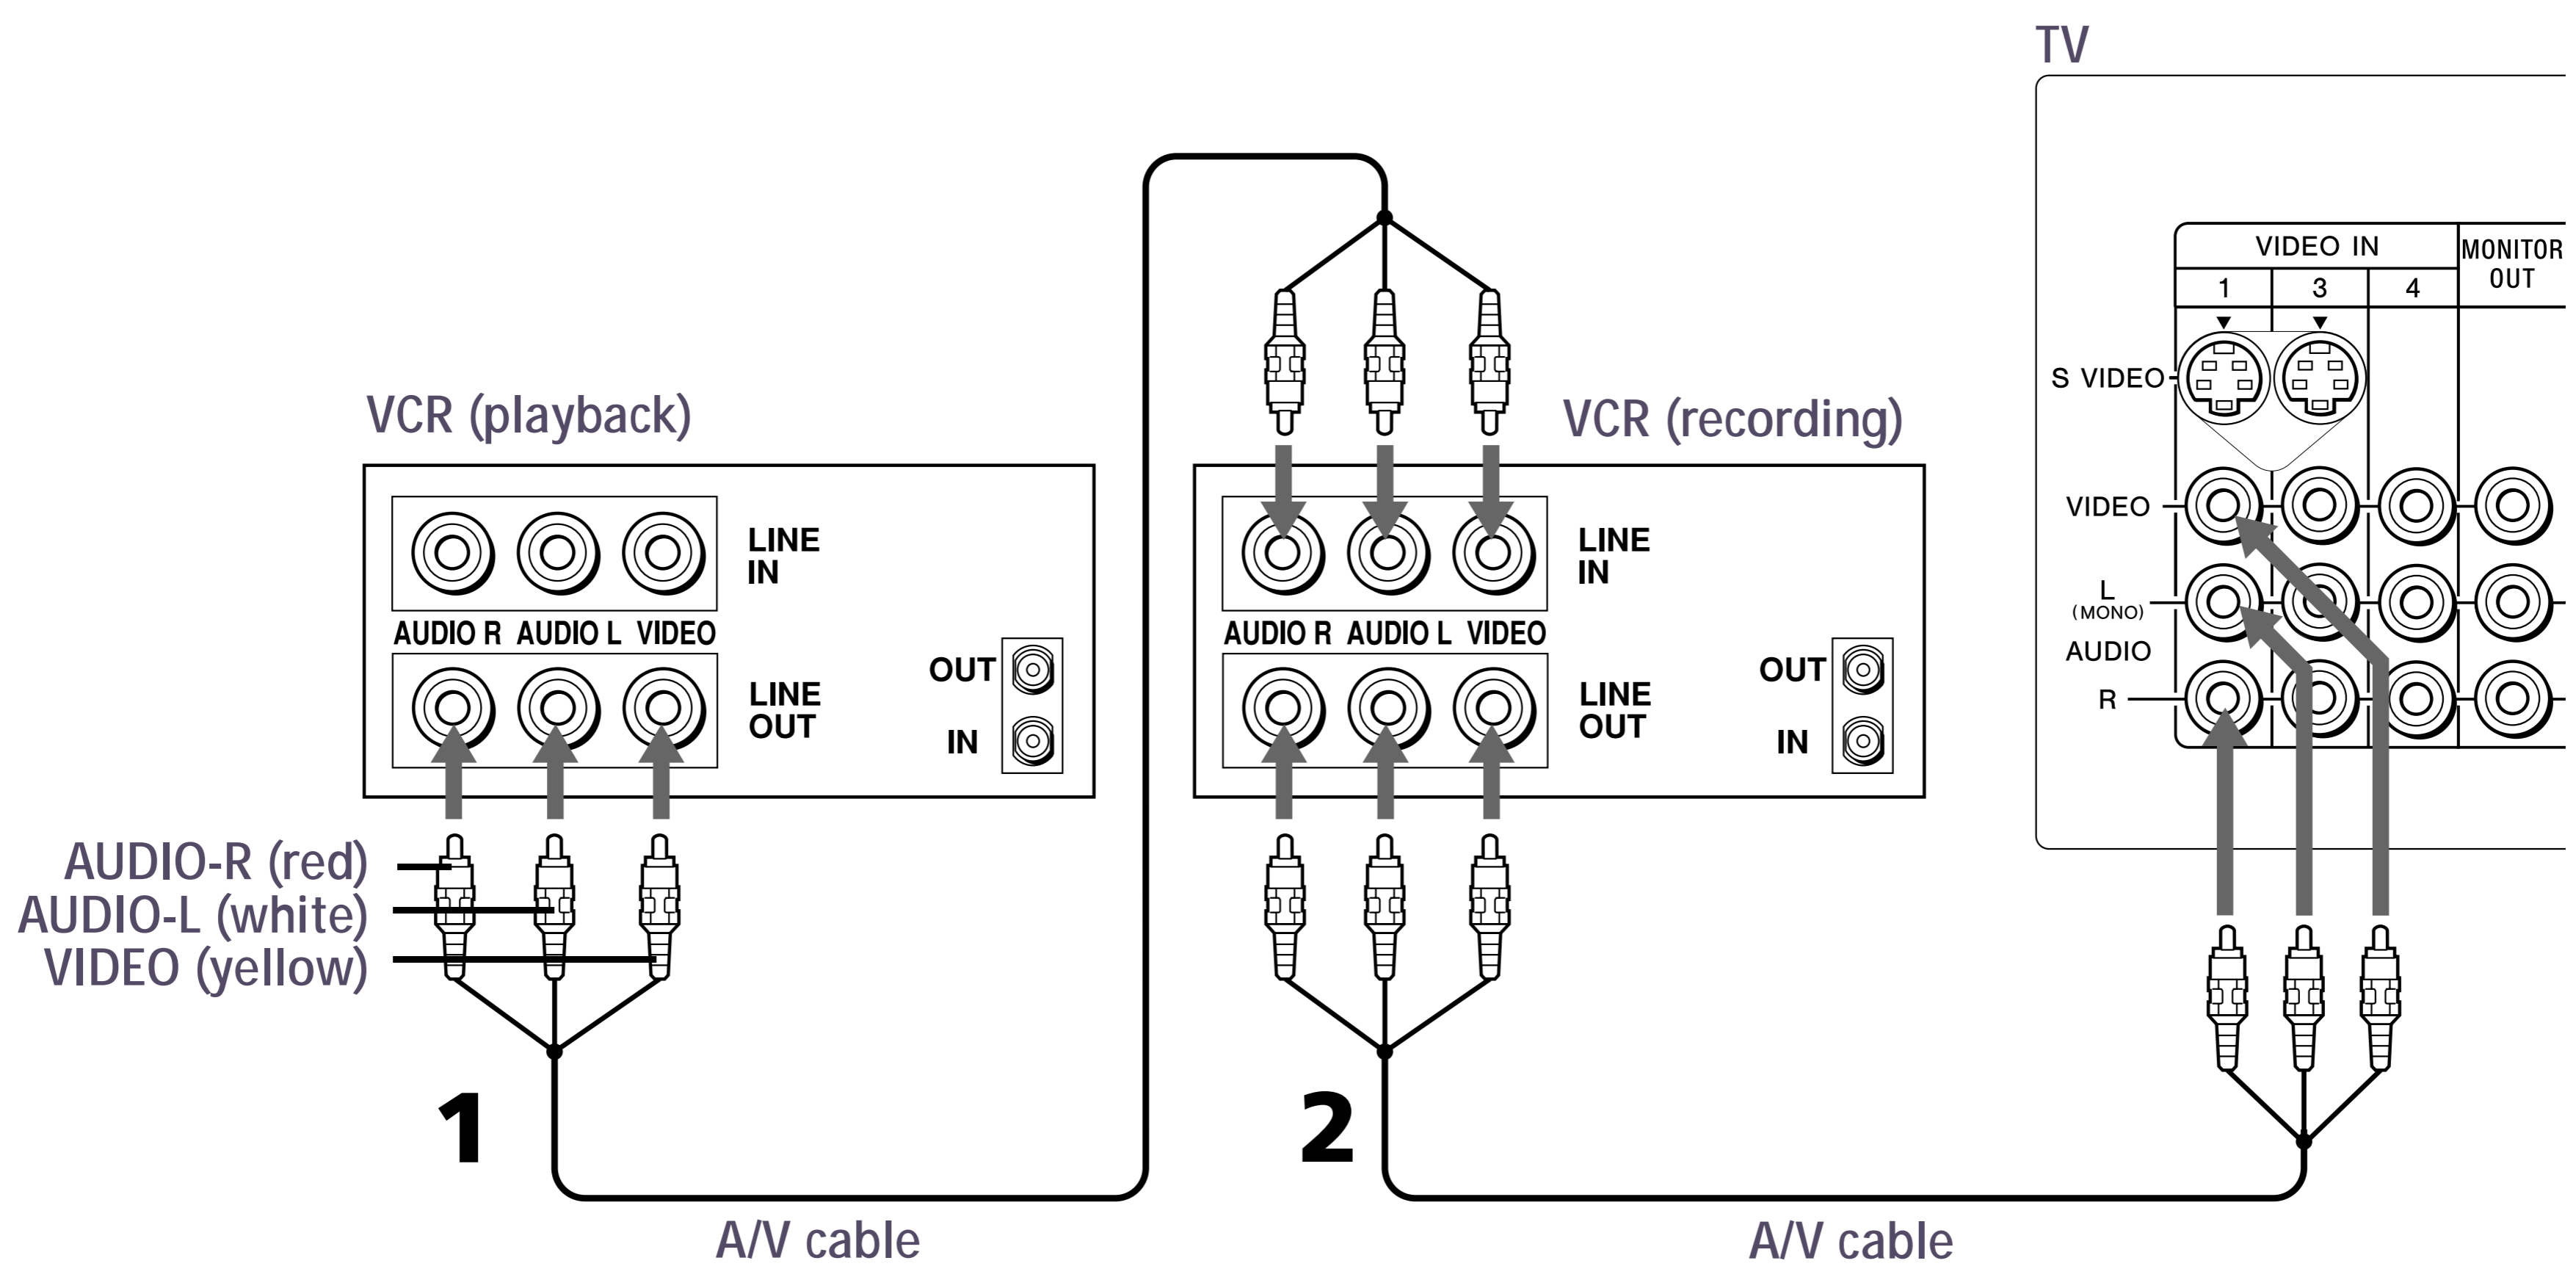 TV
VIDEO IN
MONITOR
OUT
1
3
4
S VIDEO
VIDEO
L
(MONO)
AUDIO
R
VCR (playback)
LINE
IN
AUDIO R AUDIO L VIDEO
LINE
OUT
OUT
IN
VCR (recording)
LINE
IN
AUDIO R AUDIO L VIDEO
LINE
OUT
OUT
IN
AUDIO-R (red)
AUDIO-L (white)
VIDEO (yellow)
1
A/V cable
2
A/V cable